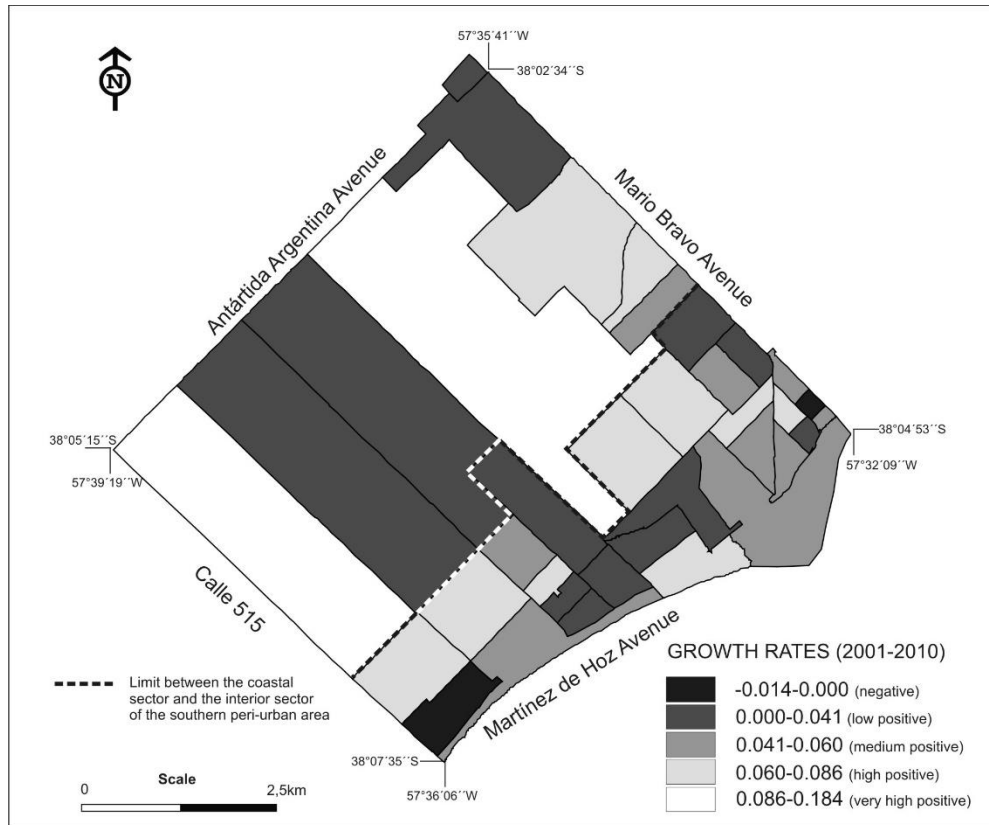 57°35´41´´W
38°02´34´´S
N
Antártida Argentina Avenue
Mario Bravo Avenue
38°05´15´´S
57°39´19´´W
38°04´53´´S
57°32´09´´W
Calle 515
Martínez de Hoz Avenue
38°07´35´´S
57°36´06´´W
Limit between the coastal
sector and the interior sector
of the southern peri-urban area
Scale
0 2,5km
GROWTH RATES (2001-2010)
-0.014-0.000 (negative)
0.000-0.041 (low positive)
0.041-0.060 (medium positive)
0.060-0.086 (high positive)
0.086-0.184 (very high positive)